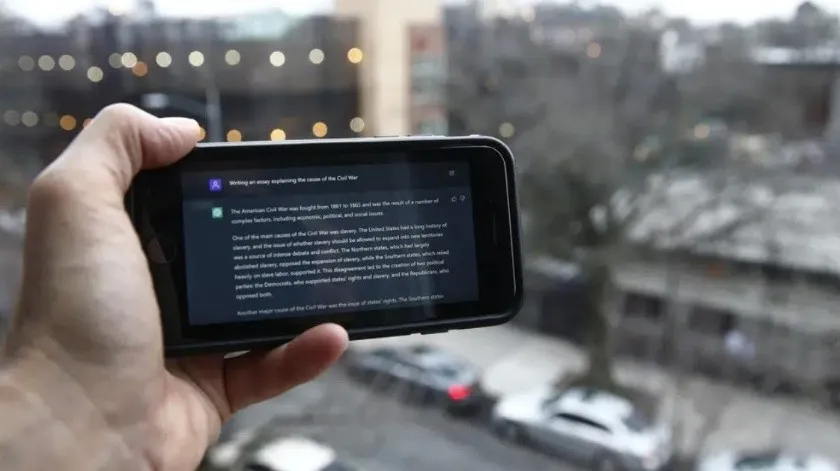 Writing an essay explaining the cause of the Civil War
The American Civil War was fought from 1861 to 1865 and was the result of a number of
complex factors, including economic, political, and social issues.
One of the main causes of the Civil War was slavery. The United States had a long history of
slavery, and the issue of whether slavery should be allowed to expand into new territories
was a source of intense debate and conflict. The Northern states, which had largely
abolished slavery, opposed the expansion of slavery, while the Southern states, which relied
heavily on slave labor, supported it. This disagreement led to the creation of two political
parties: the Democrats, who supported states' rights and slavery, and the Republicans, who
opposed both.
Another major cause of the Civil War was the issue of states' rights. The Southern states